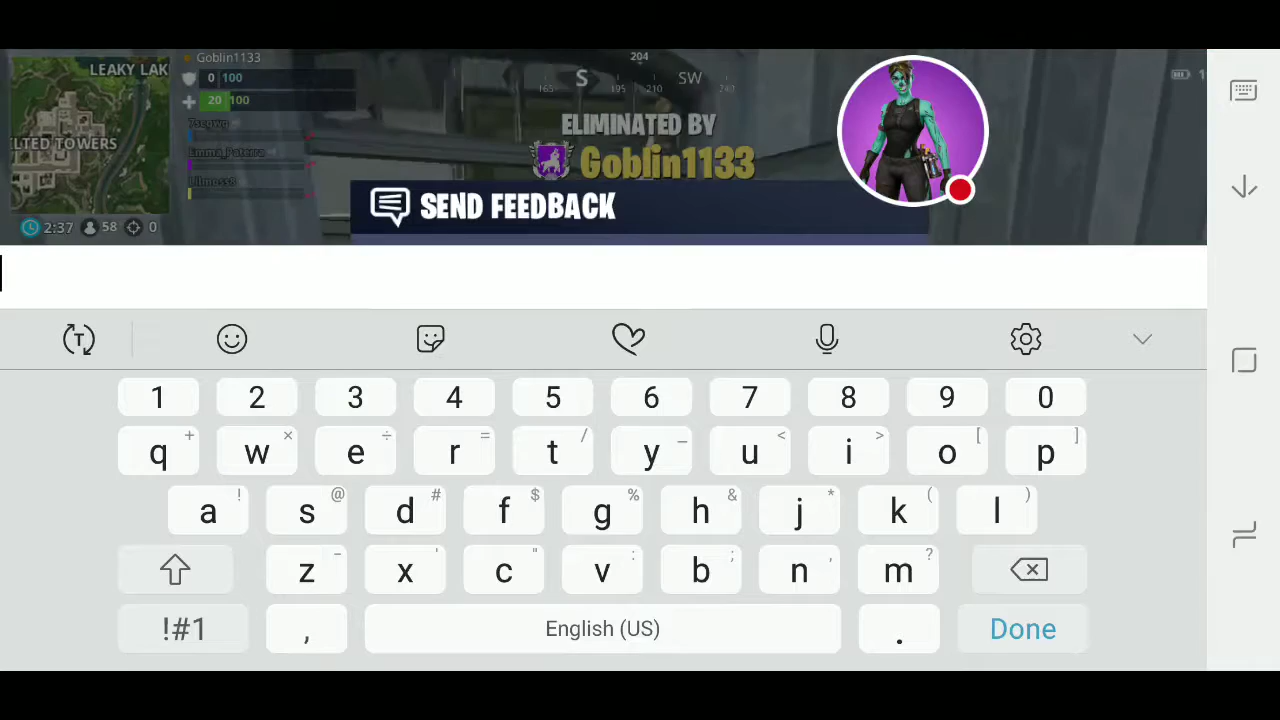 LEAKY LAK
LTED TOWERS
2:37 58 0
Goblin1133
0 100
20 100
7scgwg
Emma_Paterra
204
S SW
165 195 210 240
ELIMINATED BY
Goblin1133
SEND FEEDBACK
1 2 3 4 5 6 7 8 9 0
+ × ÷ = / _ < > [ ]
q w e r t y u i o p
! @ # $ % & * ( )
a s d f g h j k l
- ' " : ; , ?
z x c v b n m
!#1 , English (US) . Done